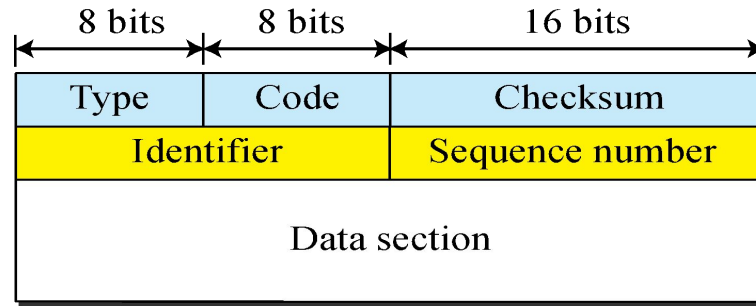 8 bits 8 bits 16 bits
Type Code Checksum
Identifier Sequence number
Data section